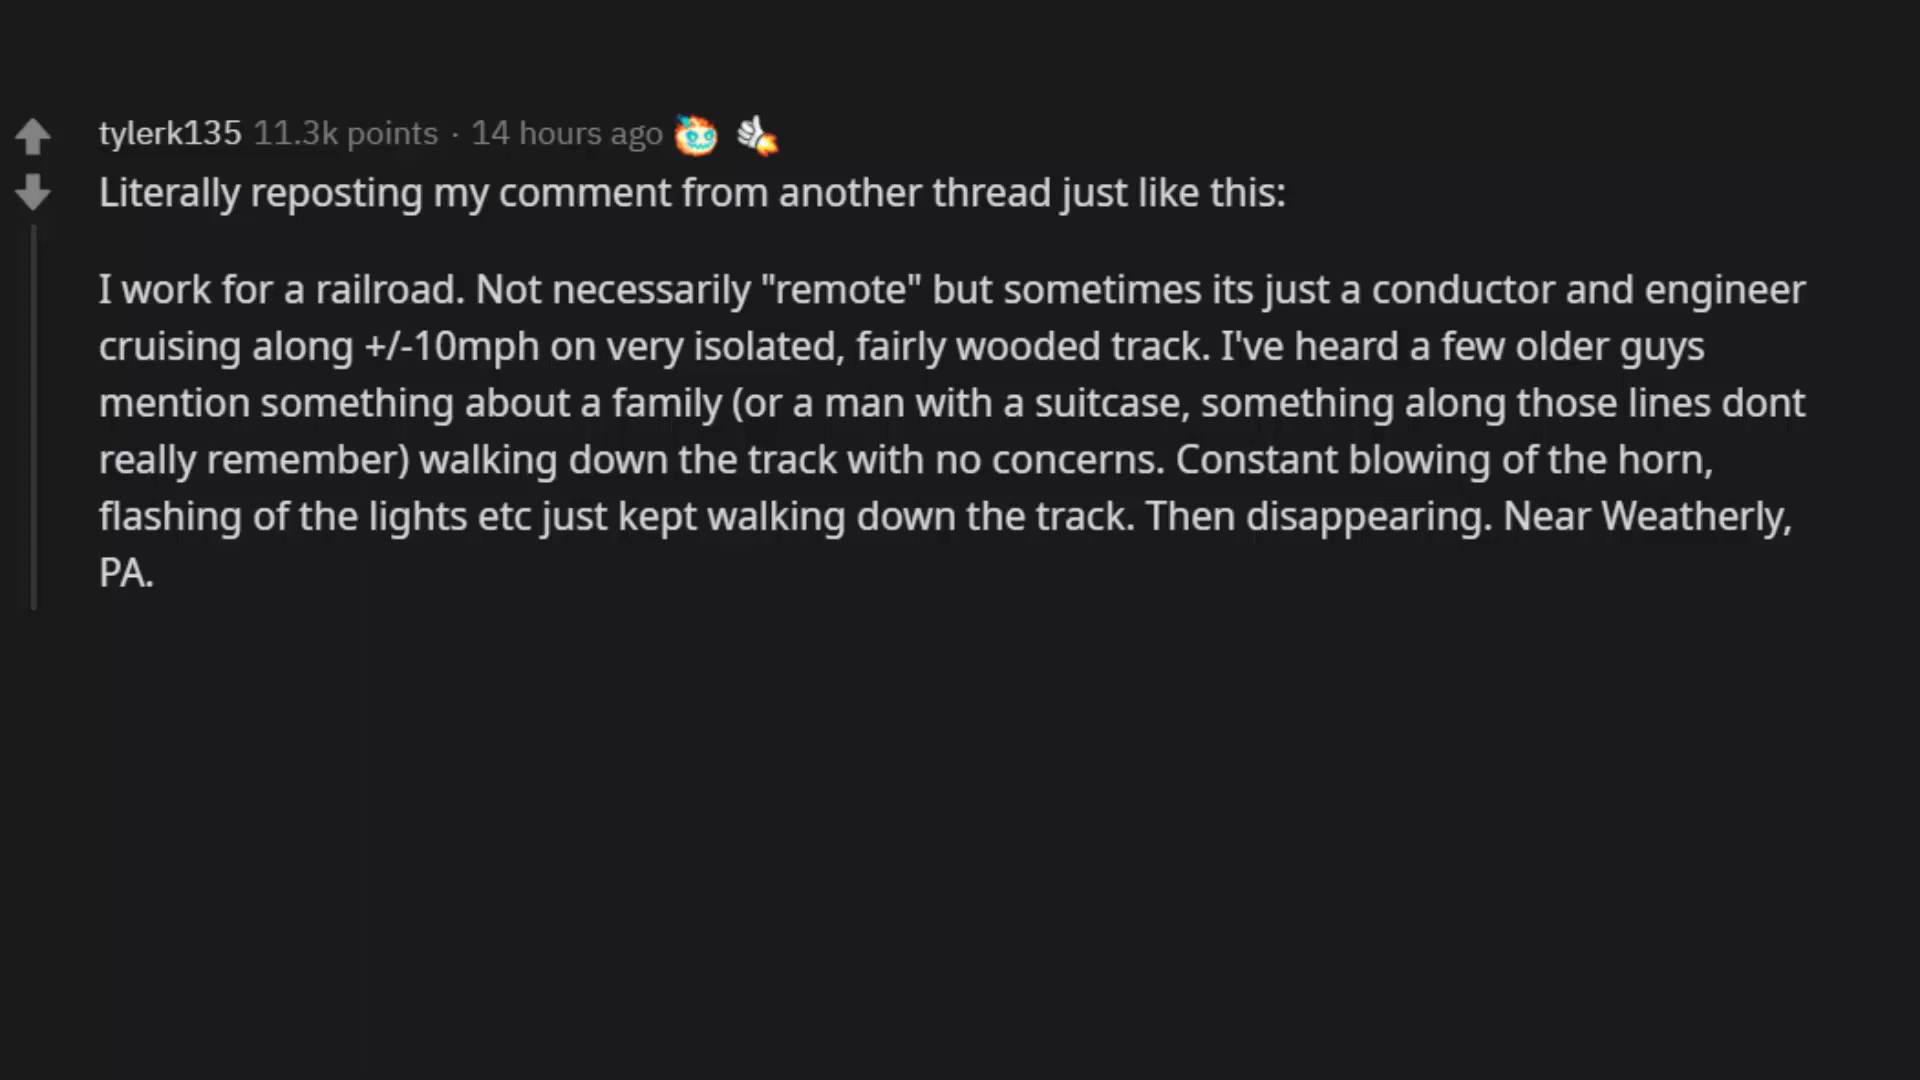 tylerk135 11.3k points · 14 hours ago
Literally reposting my comment from another thread just like this:
I work for a railroad. Not necessarily "remote" but sometimes its just a conductor and engineer
cruising along +/-10mph on very isolated, fairly wooded track. I've heard a few older guys
mention something about a family (or a man with a suitcase, something along those lines dont
really remember) walking down the track with no concerns. Constant blowing of the horn,
flashing of the lights etc just kept walking down the track. Then disappearing. Near Weatherly,
PA.